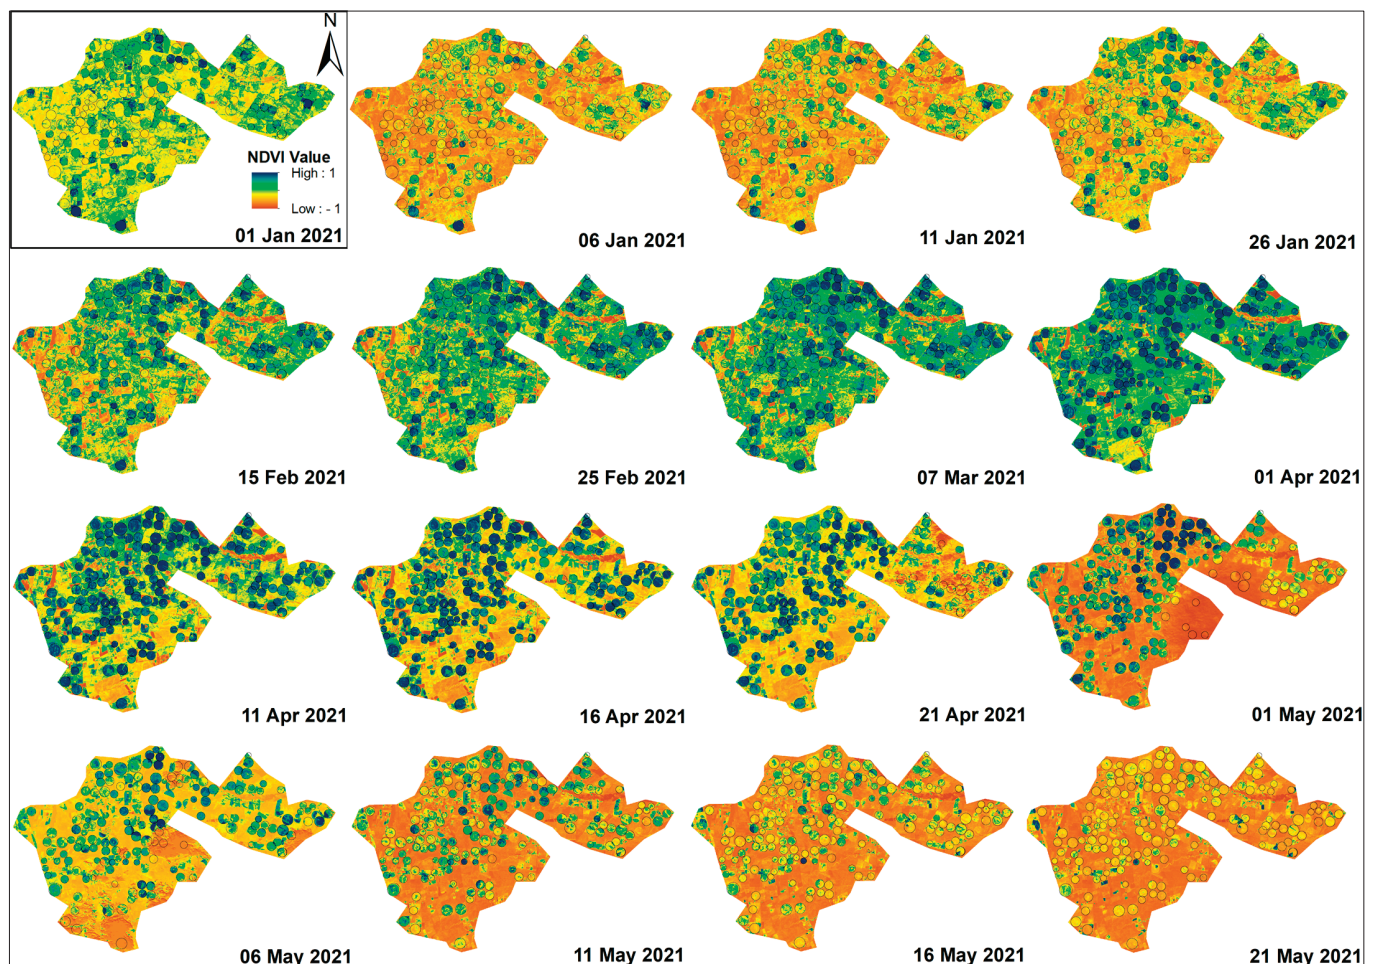 N
NDVI Value
High : 1
Low : - 1
01 Jan 2021
06 Jan 2021
11 Jan 2021
26 Jan 2021
15 Feb 2021
25 Feb 2021
07 Mar 2021
01 Apr 2021
11 Apr 2021
16 Apr 2021
21 Apr 2021
01 May 2021
06 May 2021
11 May 2021
16 May 2021
21 May 2021